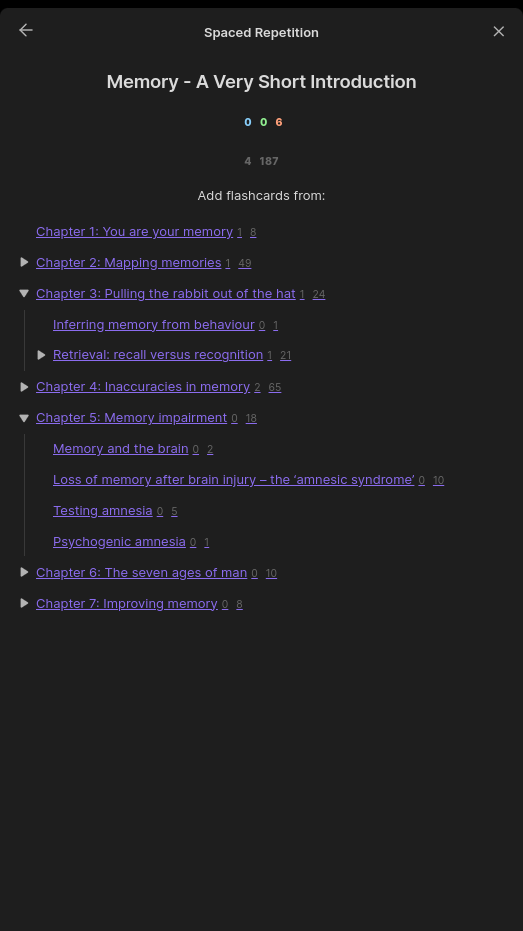 Spaced Repetition
Memory - A Very Short Introduction
0 0 6
4 187
Add flashcards from:
Chapter 1: You are your memory 1 8
Chapter 2: Mapping memories 1 49
Chapter 3: Pulling the rabbit out of the hat 1 24
Inferring memory from behaviour 0 1
Retrieval: recall versus recognition 1 21
Chapter 4: Inaccuracies in memory 2 65
Chapter 5: Memory impairment 0 18
Memory and the brain 0 2
Loss of memory after brain injury – the ‘amnesic syndrome’ 0 10
Testing amnesia 0 5
Psychogenic amnesia 0 1
Chapter 6: The seven ages of man 0 10
Chapter 7: Improving memory 0 8